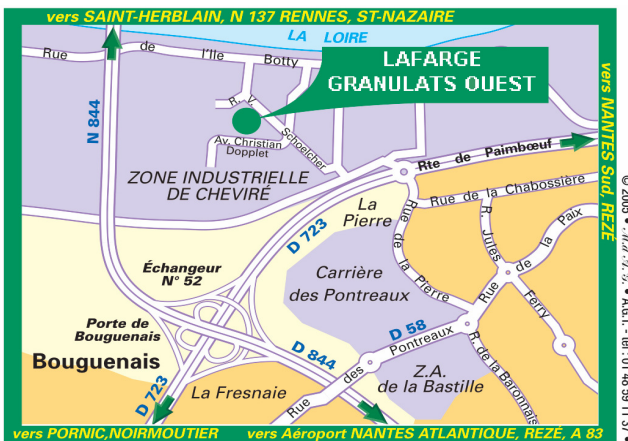 vers SAINT-HERBLAIN, N 137 RENNES, ST-NAZAIRE
LA LOIRE
Rue de l'Ile Botty
LAFARGE
GRANULATS OUEST
vers NANTES Sud, REZÉ
N 844
R. V. Schoelcher
Av. Christian
Dopplet
Rte de Paimbœuf
ZONE INDUSTRIELLE
DE CHEVIRÉ
Rue de la Chabossière
La
Pierre
D 723
Rue de la Pierre
R. Jules Ferry
Rue de la Paix
Échangeur
N° 52
Carrière
des Pontreaux
Porte de
Bouguenais
D 58
Bouguenais
D 844
Rue des Pontreaux
R. de la Baronnais
Z.A.
de la Bastille
D 723
La Fresnaie
vers PORNIC,NOIRMOUTIER
vers Aéroport NANTES ATLANTIQUE, REZÉ, A 83